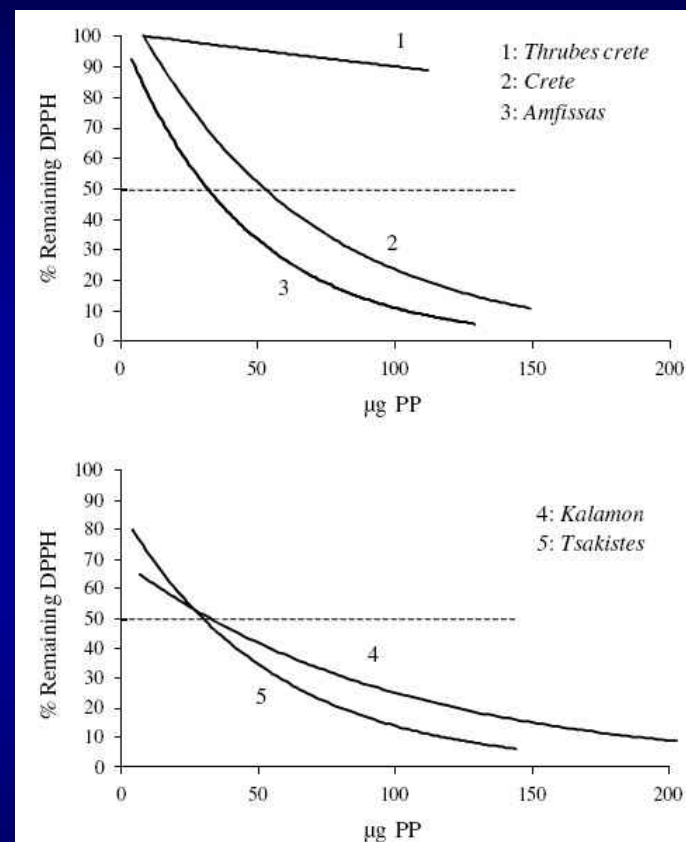 100
90
80
70
60
50
40
30
20
10
0
% Remaining DPPH
1
2
3
1: Thrubes crete
2: Crete
3: Amfissas
0 50 100 150 200
µg PP
100
90
80
70
60
50
40
30
20
10
0
% Remaining DPPH
4
5
4: Kalamon
5: Tsakistes
0 50 100 150 200
µg PP